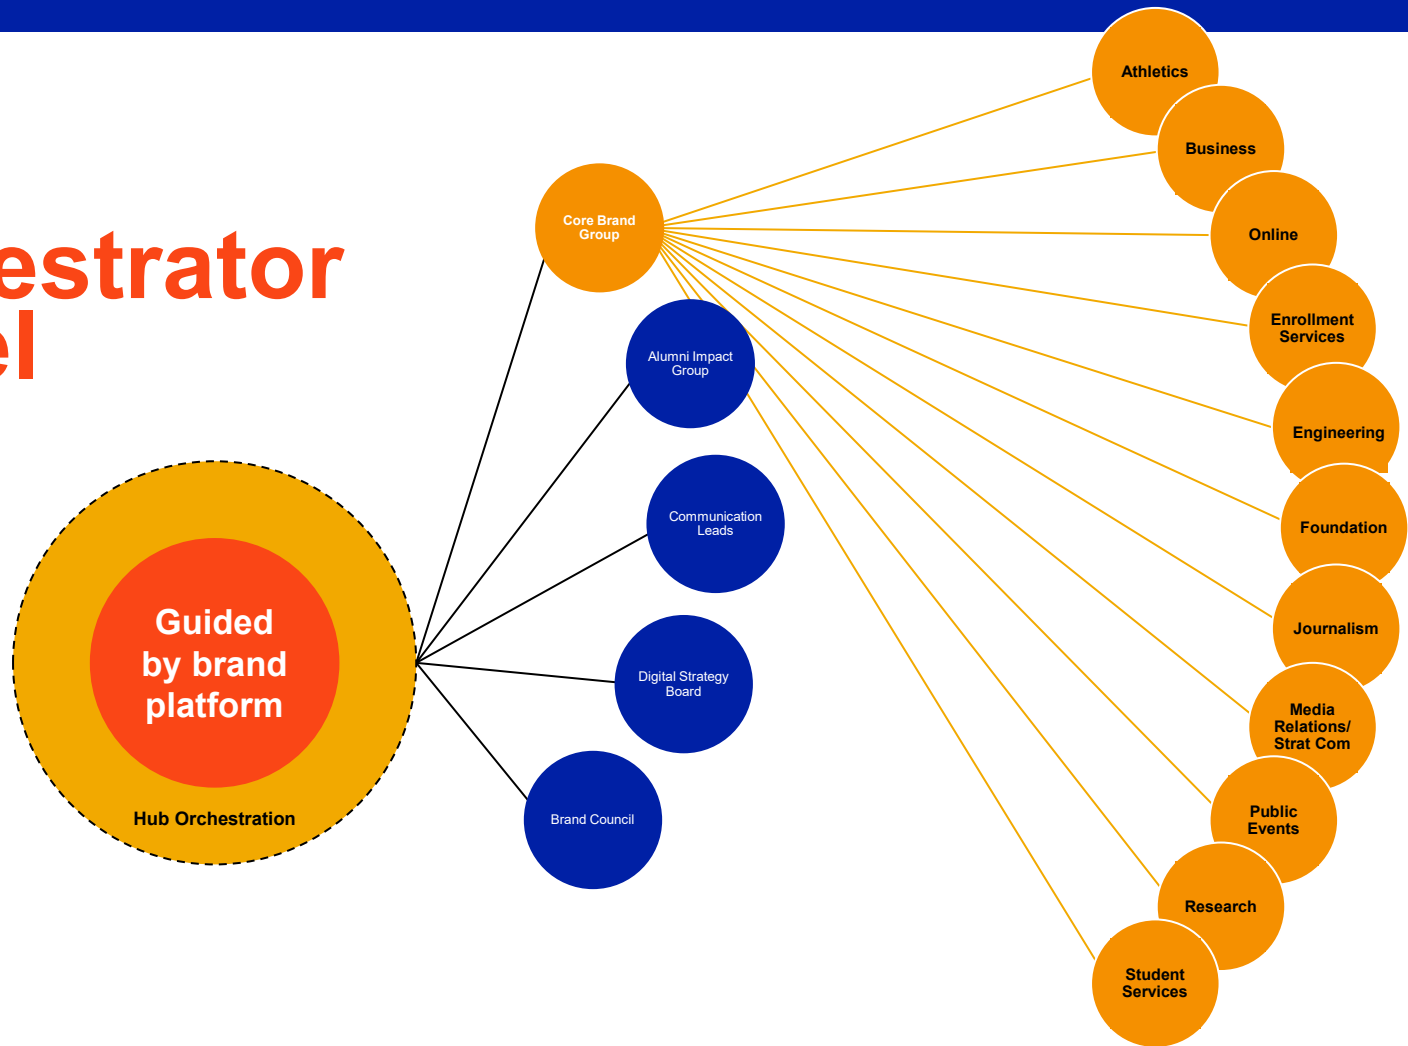 estrator
el
Guided
by brand
platform
Hub Orchestration
Core Brand
Group
Alumni Impact
Group
Communication
Leads
Digital Strategy
Board
Brand Council
Athletics
Business
Online
Enrollment
Services
Engineering
Foundation
Journalism
Media
Relations/
Strat Com
Public
Events
Research
Student
Services